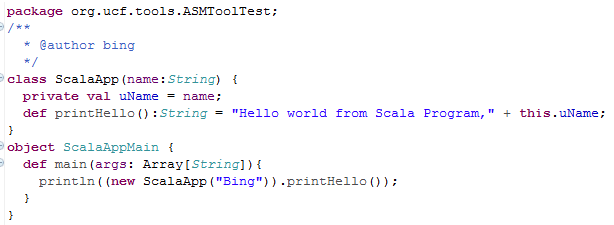 package org.ucf.tools.ASMToolTest;
/**
 * @author bing
 */
class ScalaApp(name:String) {
  private val uName = name;
  def printHello():String = "Hello world from Scala Program," + this.uName;
}
object ScalaAppMain {
  def main(args: Array[String]){
    println((new ScalaApp("Bing")).printHello());
  }
}